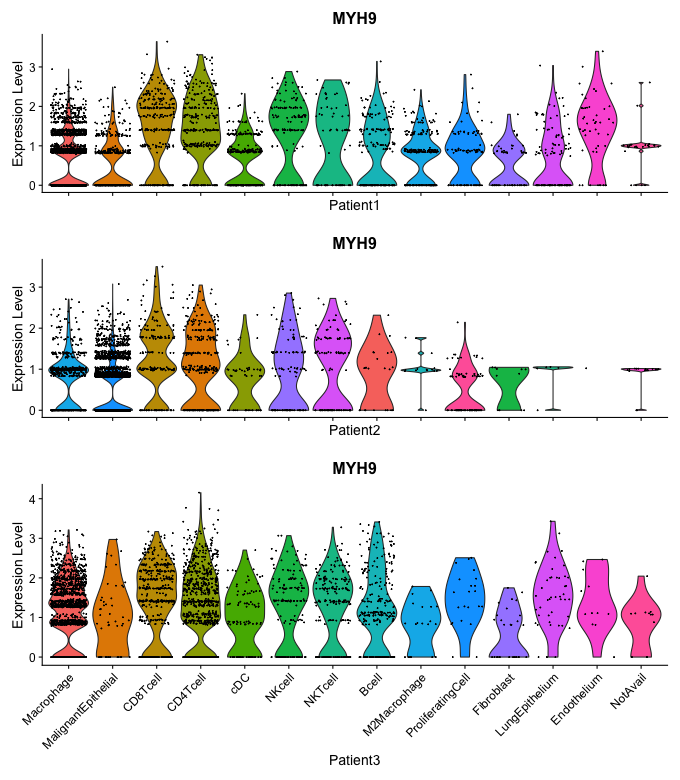 MYH9
Expression Level
3
2
1
0
Patient1
MYH9
Expression Level
3
2
1
0
Patient2
MYH9
Expression Level
4
3
2
1
0
Macrophage
MalignantEpithelial
CD8Tcell
CD4Tcell
cDC
NKcell
NKTcell
Bcell
M2Macrophage
ProliferatingCell
Fibroblast
LungEpithelium
Endothelium
NotAvail
Patient3